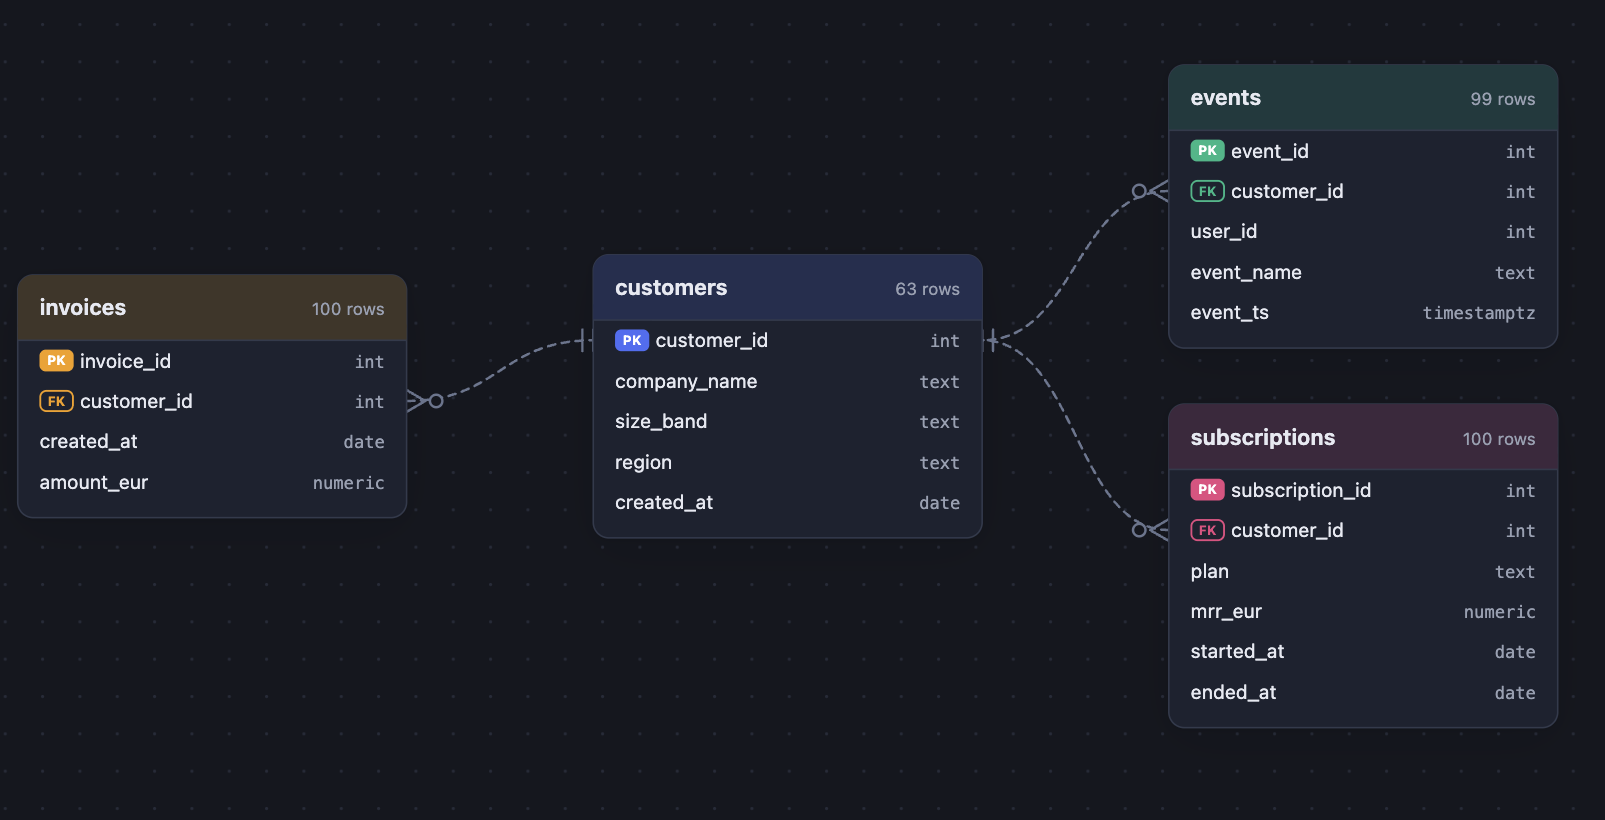 invoices 100 rows
PK invoice_id int
FK customer_id int
created_at date
amount_eur numeric
customers 63 rows
PK customer_id int
company_name text
size_band text
region text
created_at date
events 99 rows
PK event_id int
FK customer_id int
user_id int
event_name text
event_ts timestamptz
subscriptions 100 rows
PK subscription_id int
FK customer_id int
plan text
mrr_eur numeric
started_at date
ended_at date